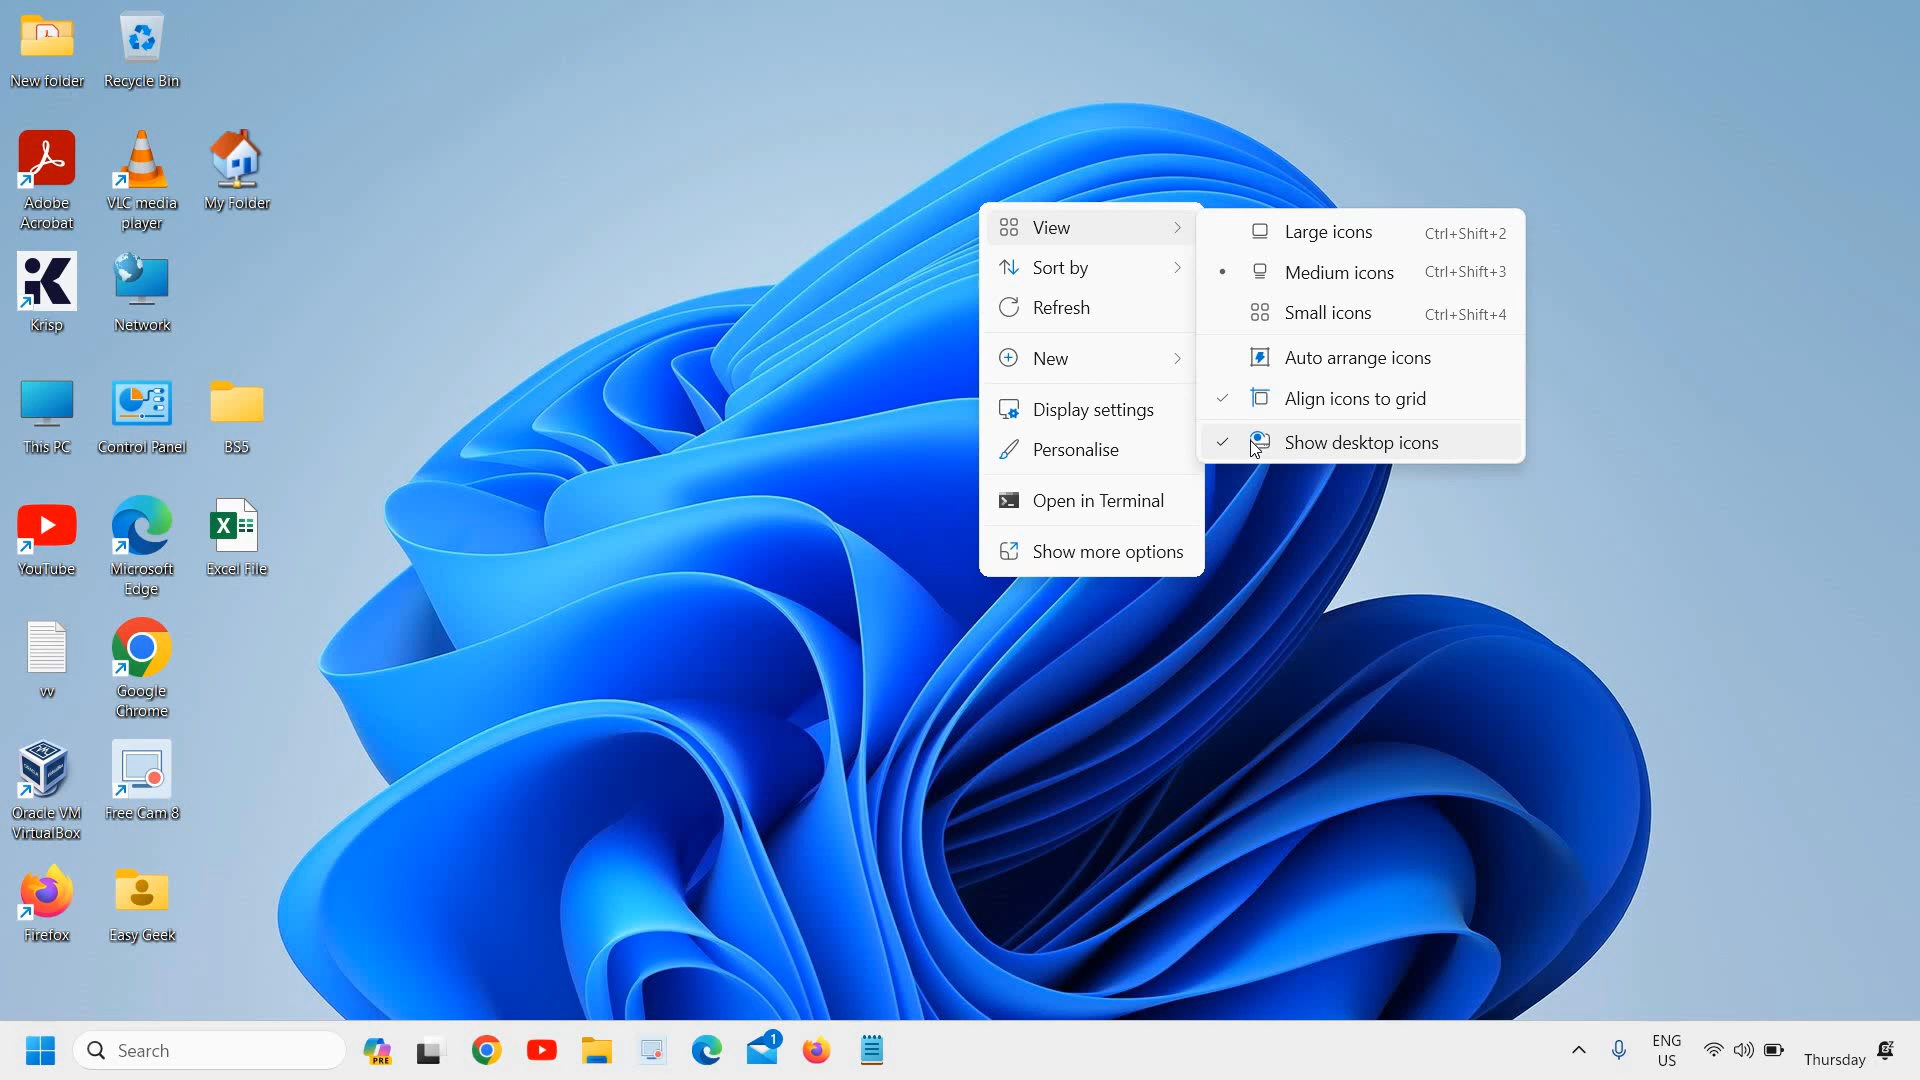 New folder
Recycle Bin
Adobe
Acrobat
VLC media
player
My Folder
Krisp
Network
This PC
Control Panel
BS5
YouTube
Microsoft
Edge
Excel File
vv
Google
Chrome
Oracle VM
VirtualBox
Free Cam 8
Firefox
Easy Geek
View
Sort by
Refresh
New
Display settings
Personalise
Open in Terminal
Show more options
Large icons Ctrl+Shift+2
Medium icons Ctrl+Shift+3
Small icons Ctrl+Shift+4
Auto arrange icons
Align icons to grid
Show desktop icons
Search
PRE
1
ENG
US
Thursday